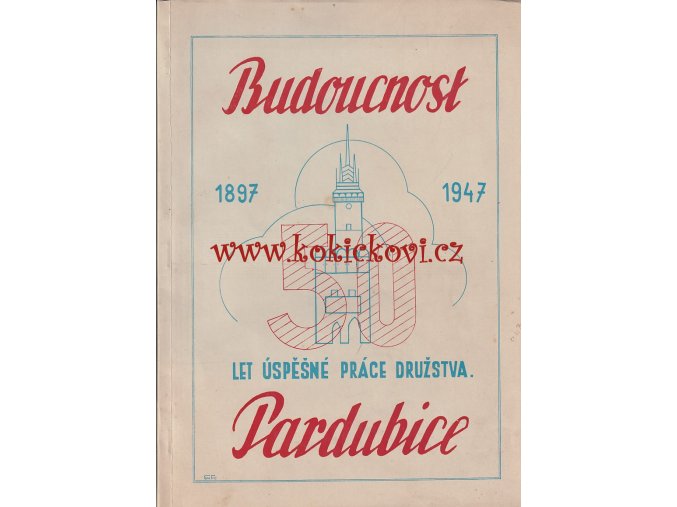 Budoucnost
1897 1947
50
www.kokickovi.cz
LET ÚSPĚŠNÉ PRÁCE DRUŽSTVA.
Pardubice